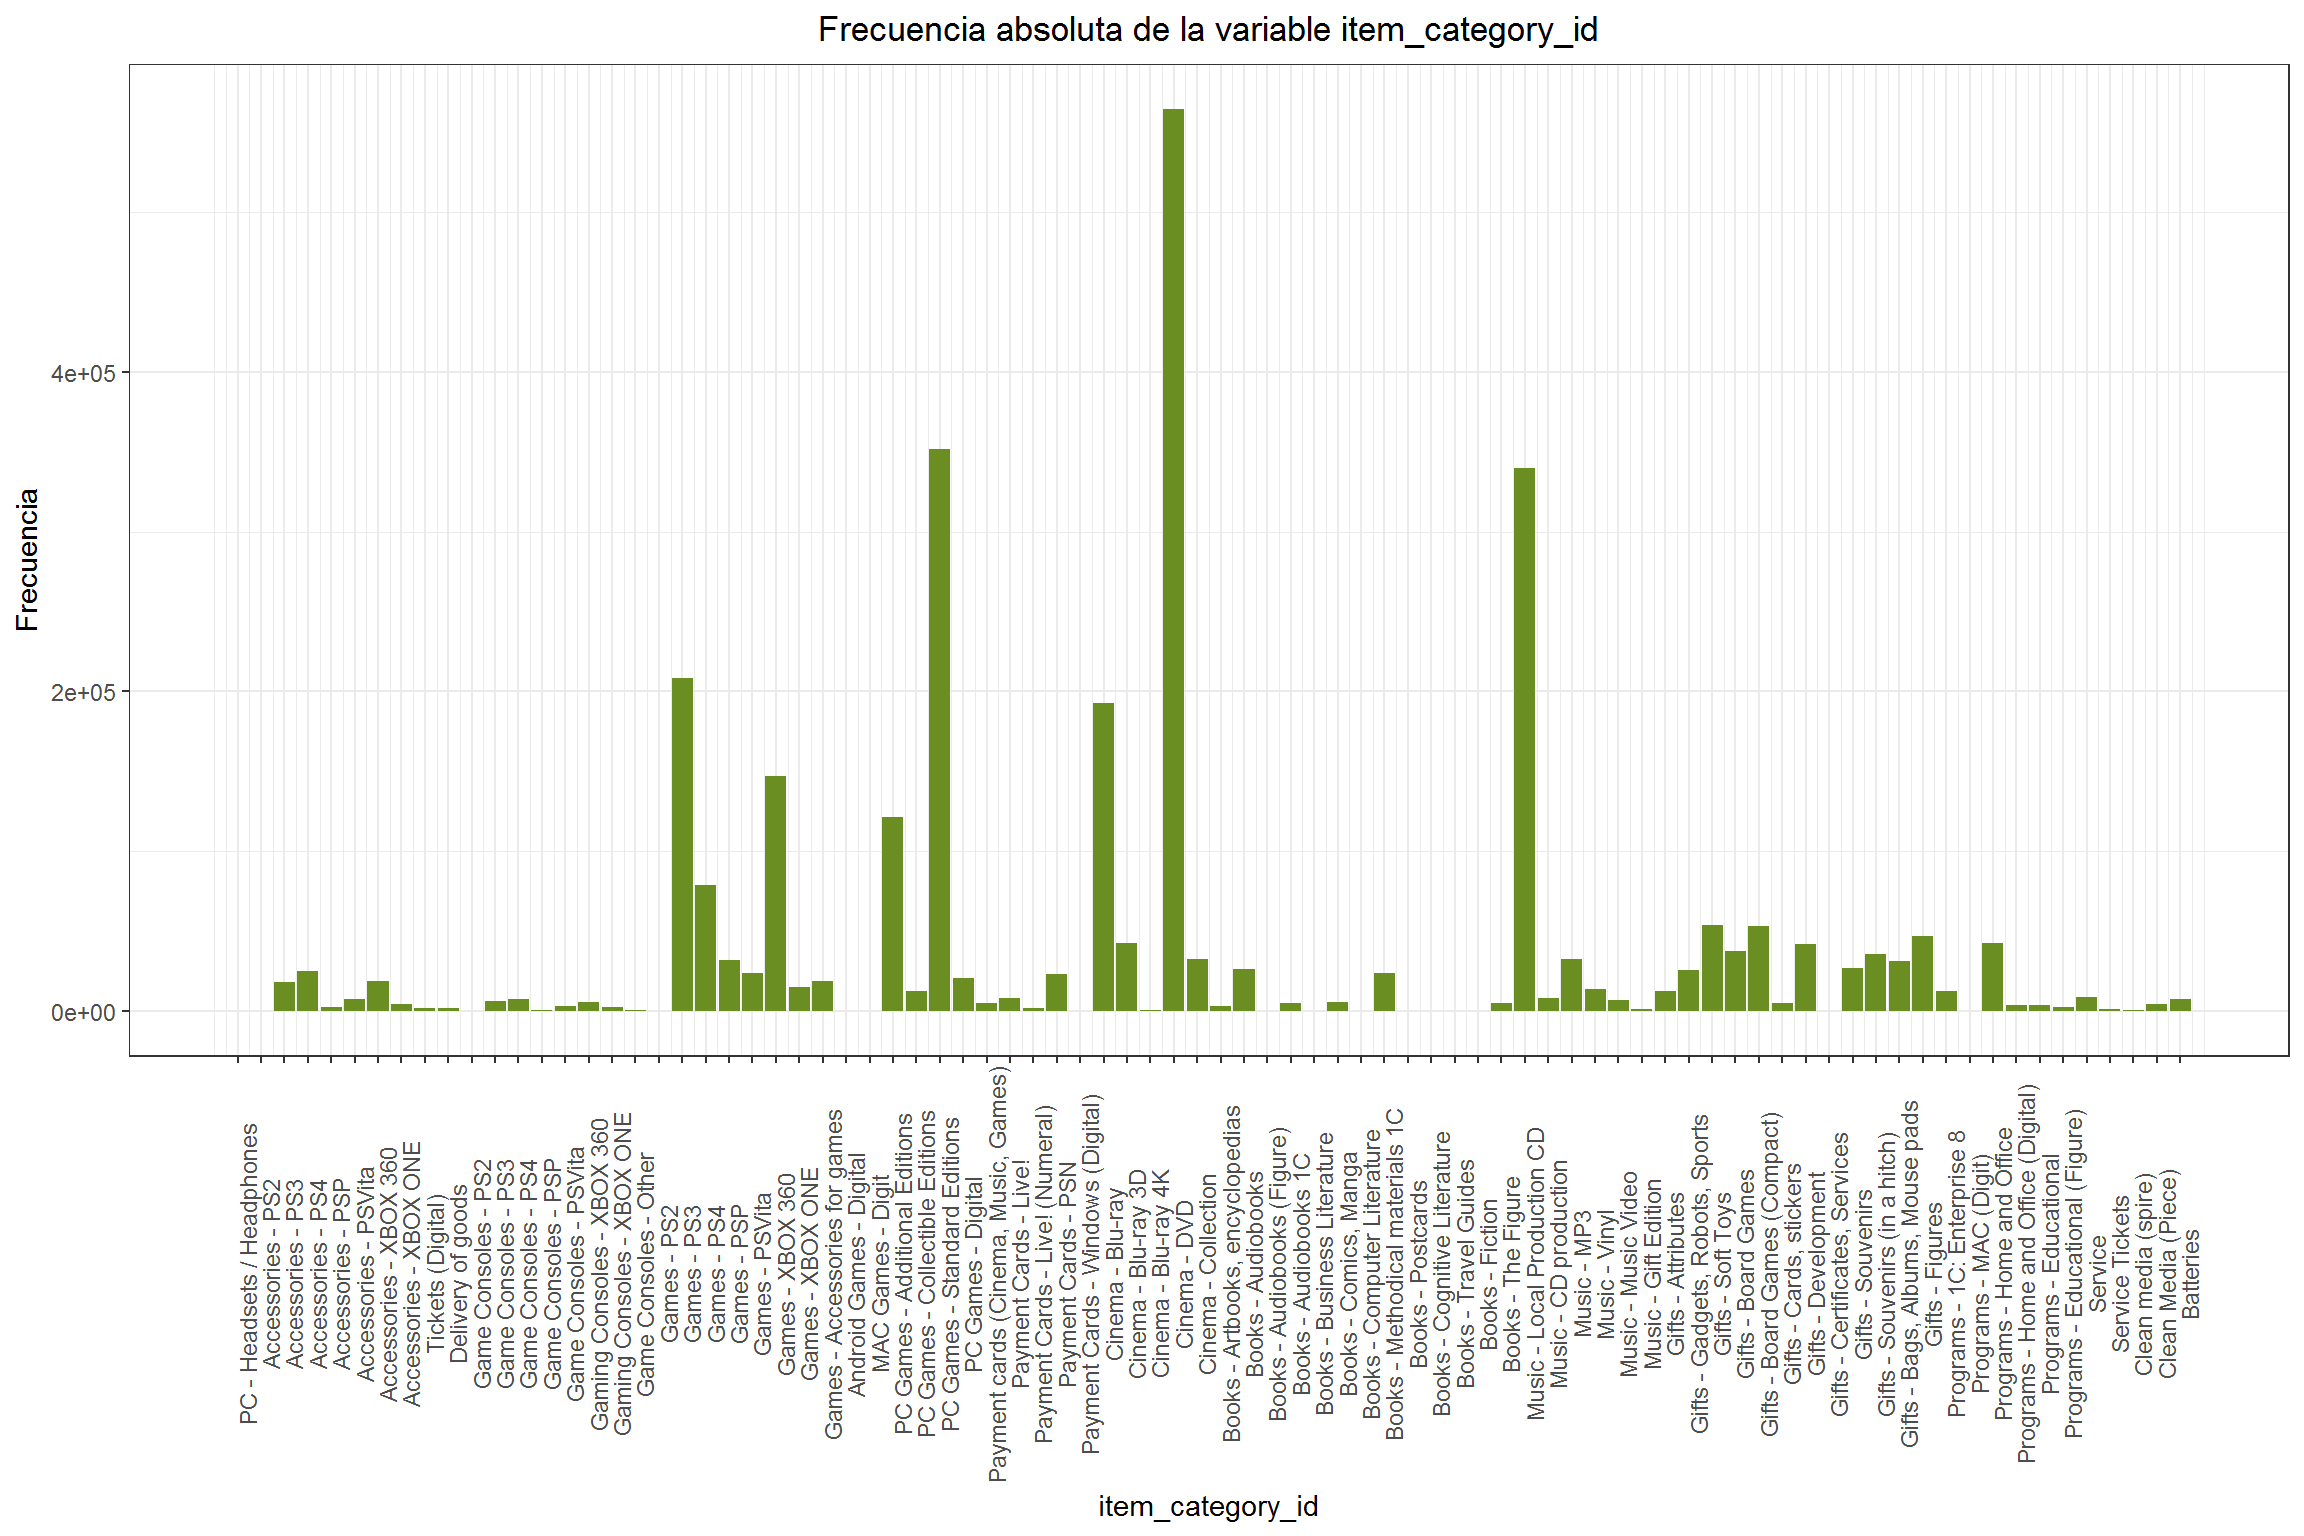 Frecuencia absoluta de la variable item_category_id
Frecuencia
4e+05
2e+05
0e+00
PC - Headsets / Headphones
Accessories - PS2
Accessories - PS3
Accessories - PS4
Accessories - PSP
Accessories - PSVita
Accessories - XBOX 360
Accessories - XBOX ONE
Tickets (Digital)
Delivery of goods
Game Consoles - PS2
Game Consoles - PS3
Game Consoles - PS4
Game Consoles - PSP
Game Consoles - PSVita
Gaming Consoles - XBOX 360
Gaming Consoles - XBOX ONE
Game Consoles - Other
Games - PS2
Games - PS3
Games - PS4
Games - PSP
Games - PSVita
Games - XBOX 360
Games - XBOX ONE
Games - Accessories for games
Android Games - Digital
MAC Games - Digit
PC Games - Additional Editions
PC Games - Collectible Editions
PC Games - Standard Editions
PC Games - Digital
Payment cards (Cinema, Music, Games)
Payment Cards - Live!
Payment Cards - Live! (Numeral)
Payment Cards - PSN
Payment Cards - Windows (Digital)
Cinema - Blu-ray
Cinema - Blu-ray 3D
Cinema - Blu-ray 4K
Cinema - DVD
Cinema - Collection
Books - Artbooks, encyclopedias
Books - Audiobooks
Books - Audiobooks (Figure)
Books - Audiobooks 1C
Books - Business Literature
Books - Comics, Manga
Books - Computer Literature
Books - Methodical materials 1C
Books - Postcards
Books - Cognitive Literature
Books - Travel Guides
Books - Fiction
Books - The Figure
Music - Local Production CD
Music - CD production
Music - MP3
Music - Vinyl
Music - Music Video
Music - Gift Edition
Gifts - Attributes
Gifts - Gadgets, Robots, Sports
Gifts - Soft Toys
Gifts - Board Games
Gifts - Board Games (Compact)
Gifts - Cards, stickers
Gifts - Development
Gifts - Certificates, Services
Gifts - Souvenirs
Gifts - Souvenirs (in a hitch)
Gifts - Bags, Albums, Mouse pads
Gifts - Figures
Programs - 1C: Enterprise 8
Programs - MAC (Digit)
Programs - Home and Office
Programs - Home and Office (Digital)
Programs - Educational
Programs - Educational (Figure)
Service
Service Tickets
Clean media (spire)
Clean Media (Piece)
Batteries
item_category_id